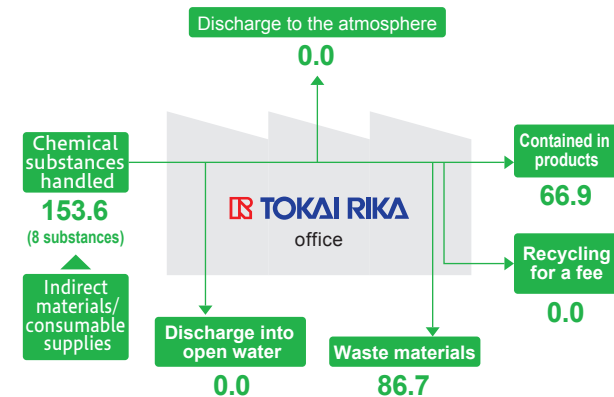 Discharge to the atmosphere
0.0
Chemical
substances
handled
153.6
(8 substances)
Indirect
materials/
consumable
supplies
TOKAI RIKA
office
Contained in
products
66.9
Recycling
for a fee
0.0
Discharge into
open water
0.0
Waste materials
86.7